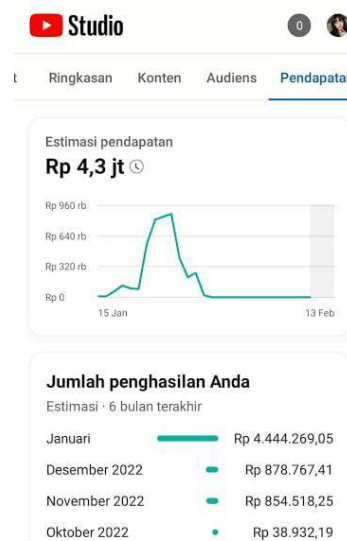 Studio
0
t Ringkasan Konten Audiens Pendapata
Estimasi pendapatan
Rp 4,3 jt
Rp 960 rb
Rp 640 rb
Rp 320 rb
Rp 0
15 Jan 13 Feb
Jumlah penghasilan Anda
Estimasi · 6 bulan terakhir
Januari Rp 4.444.269,05
Desember 2022 Rp 878.767,41
November 2022 Rp 854.518,25
Oktober 2022 Rp 38.932,19